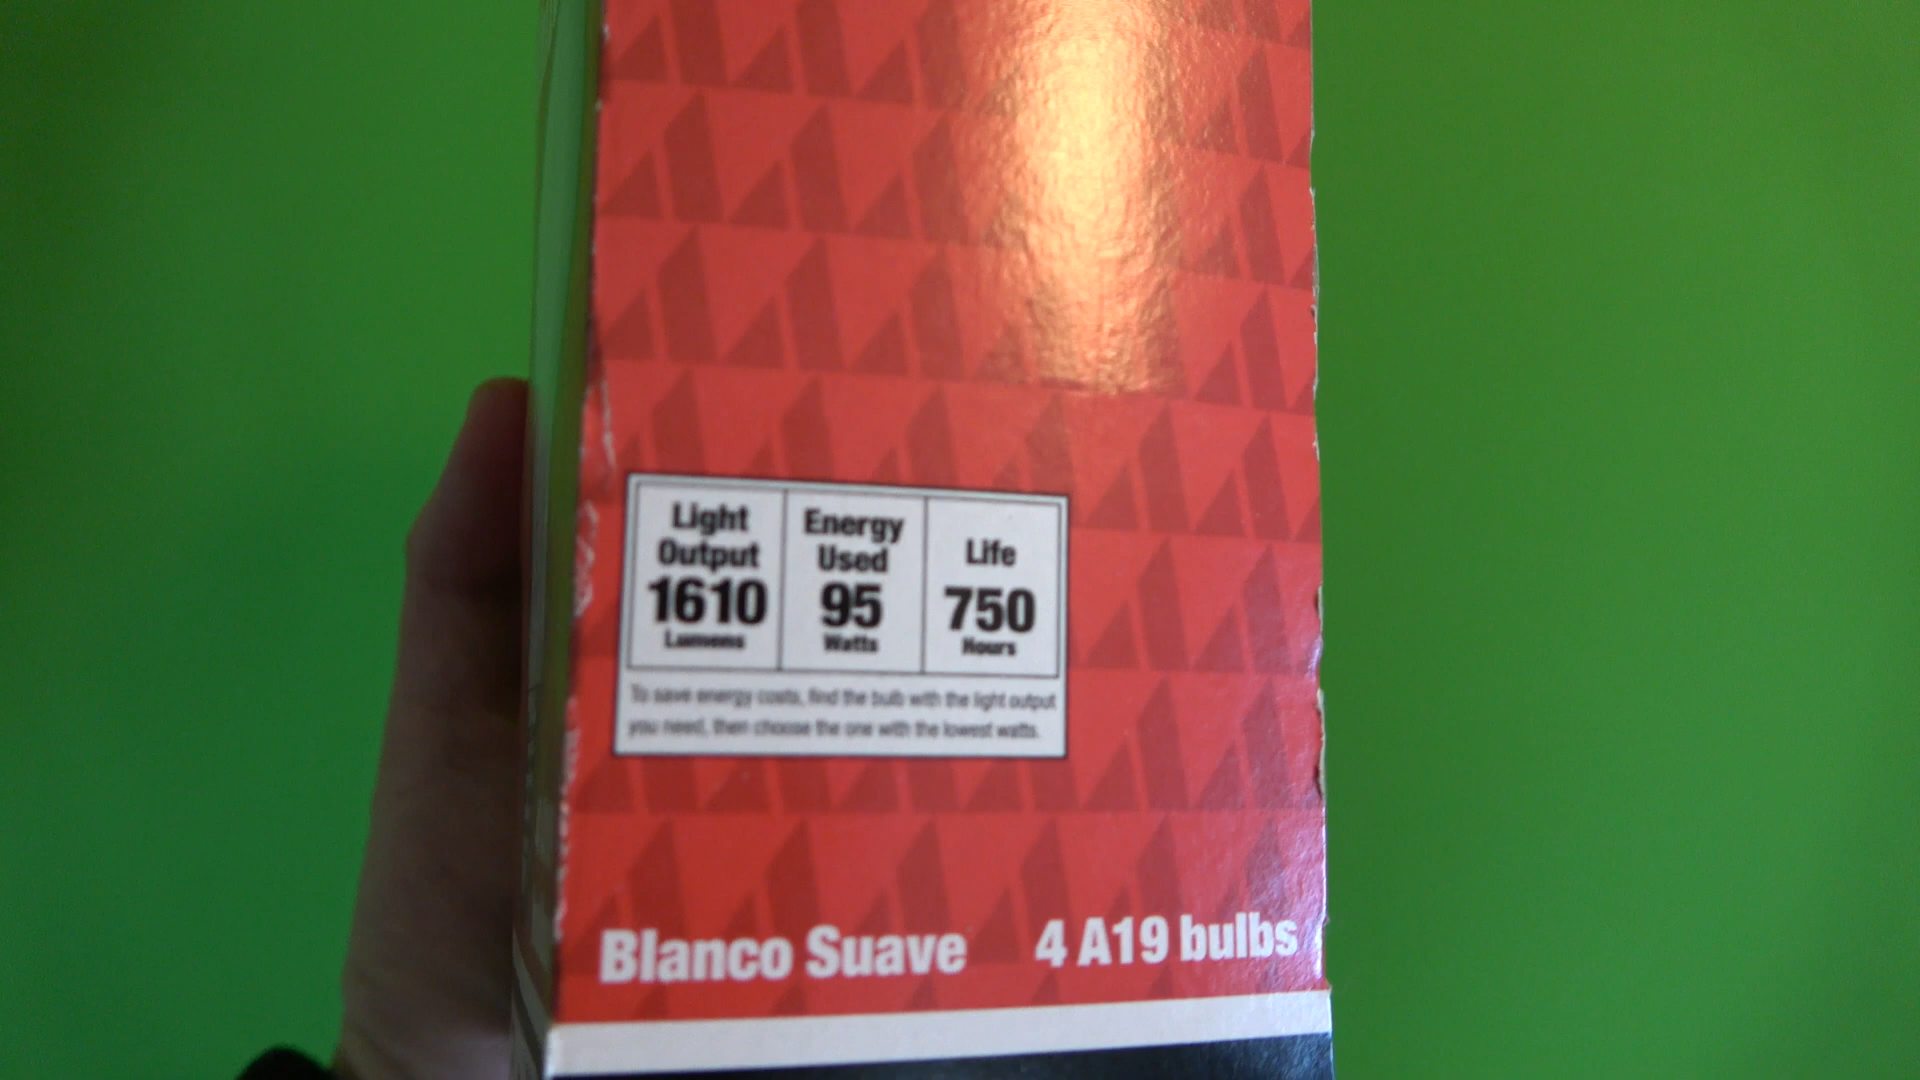 Light
Output
1610
Lumens
Energy
Used
95
Watts
Life
750
Hours
To save energy costs, find the bulb with the light output
you need, then choose the one with the lowest watts.
Blanco Suave 4 A19 bulbs